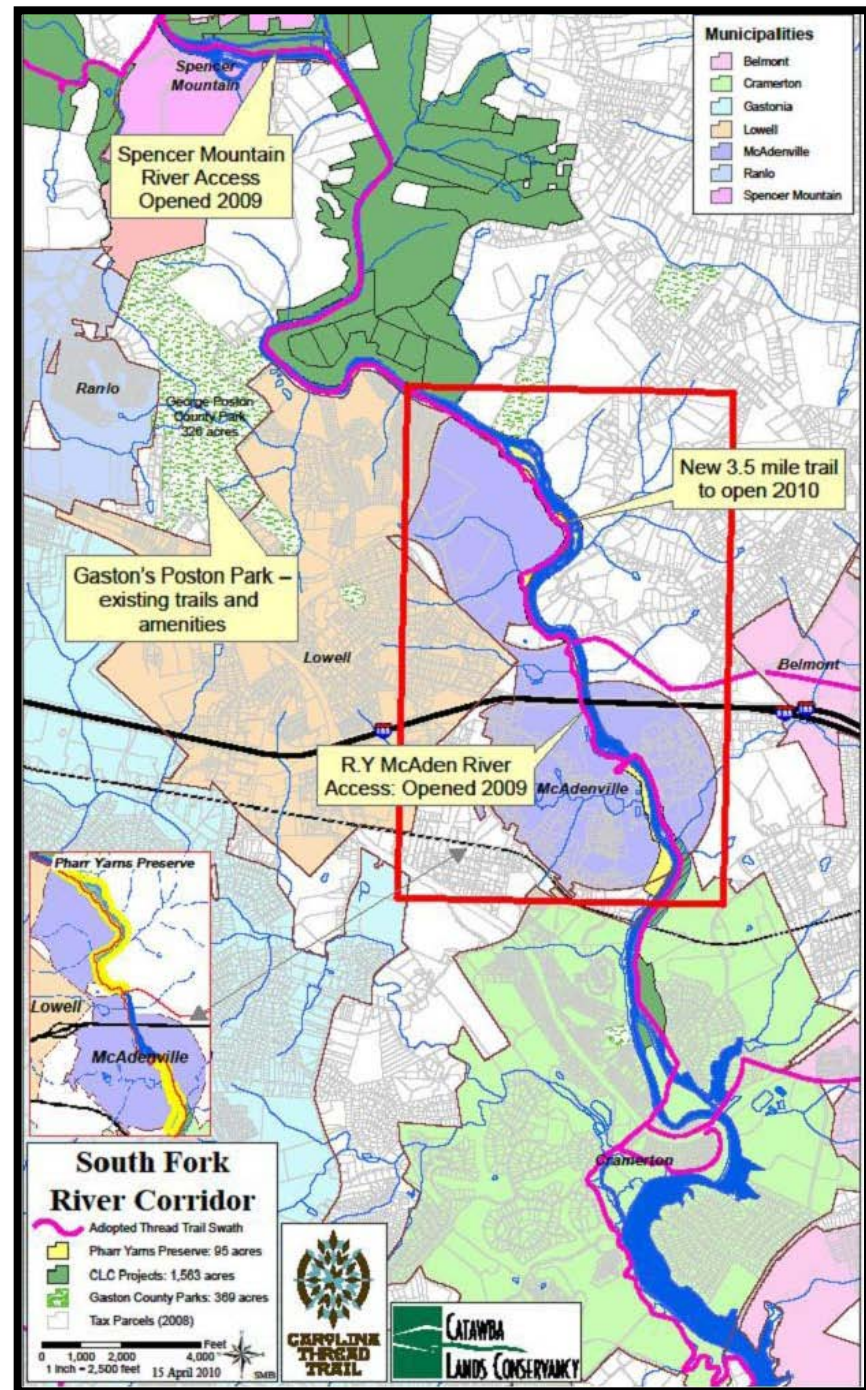 Municipalities
Belmont
Cramerton
Gastonia
Lowell
McAdenville
Ranlo
Spencer Mountain
Spencer
Mountain
Spencer Mountain
River Access
Opened 2009
Ranlo
George Poston
County Park
326 acres
New 3.5 mile trail
to open 2010
Gaston's Poston Park –
existing trails and
amenities
Lowell
Belmont
R.Y McAden River
Access: Opened 2009
McAdenville
Pharr Yarns Preserve
Lowell
McAdenville
Cramerton
South Fork
River Corridor
Adopted Thread Trail Swath
Pharr Yarns Preserve: 95 acres
CLC Projects: 1,563 acres
Gaston County Parks: 369 acres
Tax Parcels (2008)
Feet
0 1,000 2,000 4,000
1 inch = 2,500 feet
15 April 2010
SMB
CAROLINA
THREAD
TRAIL
CATAWBA
LANDS CONSERVANCY